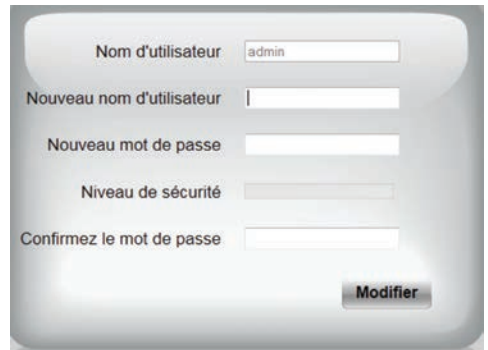 Nom d'utilisateur admin
Nouveau nom d'utilisateur
Nouveau mot de passe
Niveau de sécurité
Confirmez le mot de passe
Modifier